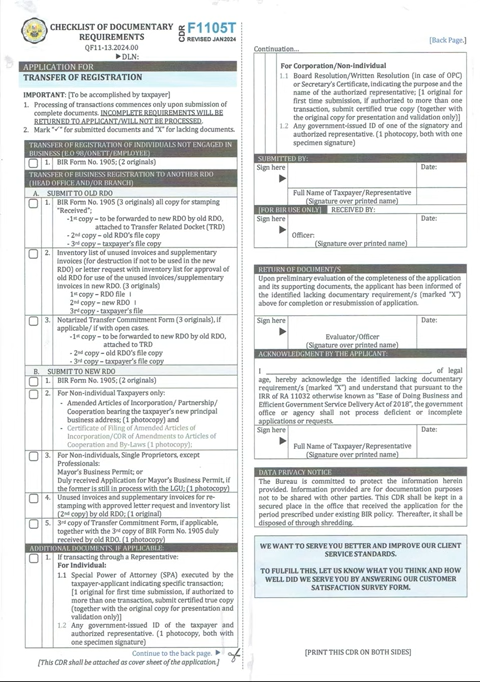 CHECKLIST OF DOCUMENTARY
REQUIREMENTS
QF11-13.2024.00
▶DLN:
CDR F1105T
REVISED JAN2024
APPLICATION FOR
TRANSFER OF REGISTRATION
IMPORTANT: [To be accomplished by taxpayer]
1. Processing of transactions commences only upon submission of
complete documents. INCOMPLETE REQUIREMENTS WILL BE
RETURNED TO APPLICANT/WILL NOT BE PROCESSED.
2. Mark "✓" for submitted documents and "X" for lacking documents.
TRANSFER OF REGISTRATION OF INDIVIDUALS NOT ENGAGED IN
BUSINESS (E.O 98/ONETT/EMPLOYEE)
1. BIR Form No. 1905; (2 originals)
TRANSFER OF BUSINESS REGISTRATION TO ANOTHER RDO
(HEAD OFFICE AND/OR BRANCH)
A. SUBMIT TO OLD RDO
1. BIR Form No. 1905 (3 originals) all copy for stamping
"Received";
-1st copy – to be forwarded to new RDO by old RDO,
attached to Transfer Related Docket (TRD)
- 2nd copy – old RDO's file copy
- 3rd copy – taxpayer's file copy
2. Inventory list of unused invoices and supplementary
invoices (for destruction if not to be used in the new
RDO) or letter request with inventory list for approval of
old RDO for use of the unused invoices/supplementary
invoices in new RDO. (3 originals)
1st copy – RDO file
2nd copy – new RDO
3rd copy - taxpayer's file
3. Notarized Transfer Commitment Form (3 originals), if
applicable/ if with open cases.
-1st copy – to be forwarded to new RDO by old RDO,
attached to TRD
- 2nd copy – old RDO's file copy
- 3rd copy – taxpayer's file copy
B. SUBMIT TO NEW RDO
1. BIR Form No. 1905; (2 originals)
2. For Non-individual Taxpayers only:
- Amended Articles of Incorporation/ Partnership/
Cooperation bearing the taxpayer's new principal
business address; (1 photocopy) and
- Certificate of Filing of Amended Articles of
Incorporation/COR of Amendments to Articles of
Cooperation and By-Laws (1 photocopy);
3. For Non-individuals, Single Proprietors, except
Professionals:
Mayor's Business Permit; or
Duly received Application for Mayor's Business Permit, if
the former is still in process with the LGU; (1 photocopy)
4. Unused invoices and supplementary invoices for re-
stamping with approved letter request and inventory list
(2nd copy) by old RDO; (1 original)
5. 3rd copy of Transfer Commitment Form, if applicable,
together with the 3rd copy of BIR Form No. 1905 duly
received by old RDO. (1 photocopy)
ADDITIONAL DOCUMENTS, IF APPLICABLE
1. If transacting through a Representative:
For Individual:
1.1 Special Power of Attorney (SPA) executed by the
taxpayer-applicant indicating specific transaction;
[1 original for first time submission, if authorized to
more than one transaction, submit certified true copy
(together with the original copy for presentation and
validation only)]
1.2 Any government-issued ID of the taxpayer and
authorized representative. (1 photocopy, both with
one specimen signature)
Continue to the back page. ▶
[This CDR shall be attached as cover sheet of the application.]
[Back Page.]
Continuation...
For Corporation/Non-individual
1.1 Board Resolution/Written Resolution (in case of OPC)
or Secretary's Certificate, indicating the purpose and the
name of the authorized representative; [1 original for
first time submission, if authorized to more than one
transaction, submit certified true copy (together with the
original copy for presentation and validation only)]
1.2 Any government-issued ID of one of the signatory and
authorized representative. (1 photocopy, both with one
specimen signature)
SUBMITTED BY:
Sign here
▶
Date:
Full Name of Taxpayer/Representative
(Signature over printed name)
[FOR BIR USE ONLY] RECEIVED BY:
▶
Officer:
Date:
(Signature over printed name)
RETURN OF DOCUMENT/S
Upon preliminary evaluation of the completeness of the application
and its supporting documents, the applicant has been informed of
the identified lacking documentary requirement/s (marked "X")
above for completion or resubmission of application.
Sign here
▶
Date:
Evaluator/Officer
(Signature over printed name)
ACKNOWLEDGMENT BY THE APPLICANT:
I ______________________________, of legal
age, hereby acknowledge the identified lacking documentary
requirement/s (marked "X") and understand that pursuant to the
IRR of RA 11032 otherwise known as "Ease of Doing Business and
Efficient Government Service Delivery Act of 2018", the government
office or agency shall not process deficient or incomplete
applications or requests.
Sign here
▶
Date:
Full Name of Taxpayer/Representative
(Signature over printed name)
DATA PRIVACY NOTICE
The Bureau is committed to protect the information herein
provided. Information provided are for documentation purposes
not to be shared with other parties. This CDR shall be kept in a
secured place in the office that received the application for the
period prescribed under existing BIR policy. Thereafter, it shall be
disposed of through shredding.
WE WANT TO SERVE YOU BETTER AND IMPROVE OUR CLIENT
SERVICE STANDARDS.
TO FULFILL THIS, LET US KNOW WHAT YOU THINK AND HOW
WELL DID WE SERVE YOU BY ANSWERING OUR CUSTOMER
SATISFACTION SURVEY FORM.
[PRINT THIS CDR ON BOTH SIDES]